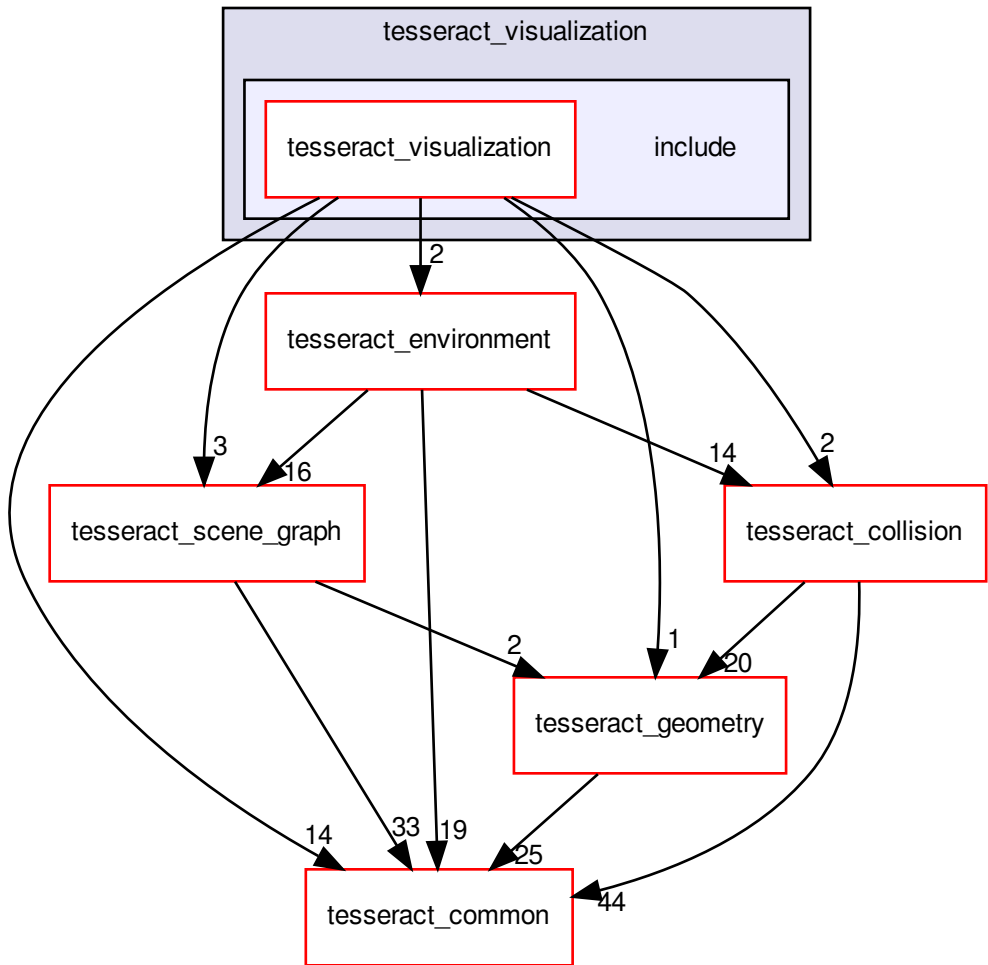 tesseract_visualization
tesseract_visualization
include
2
tesseract_environment
3
16
14
2
tesseract_scene_graph
tesseract_collision
2
1
20
tesseract_geometry
14
33
19
25
44
tesseract_common